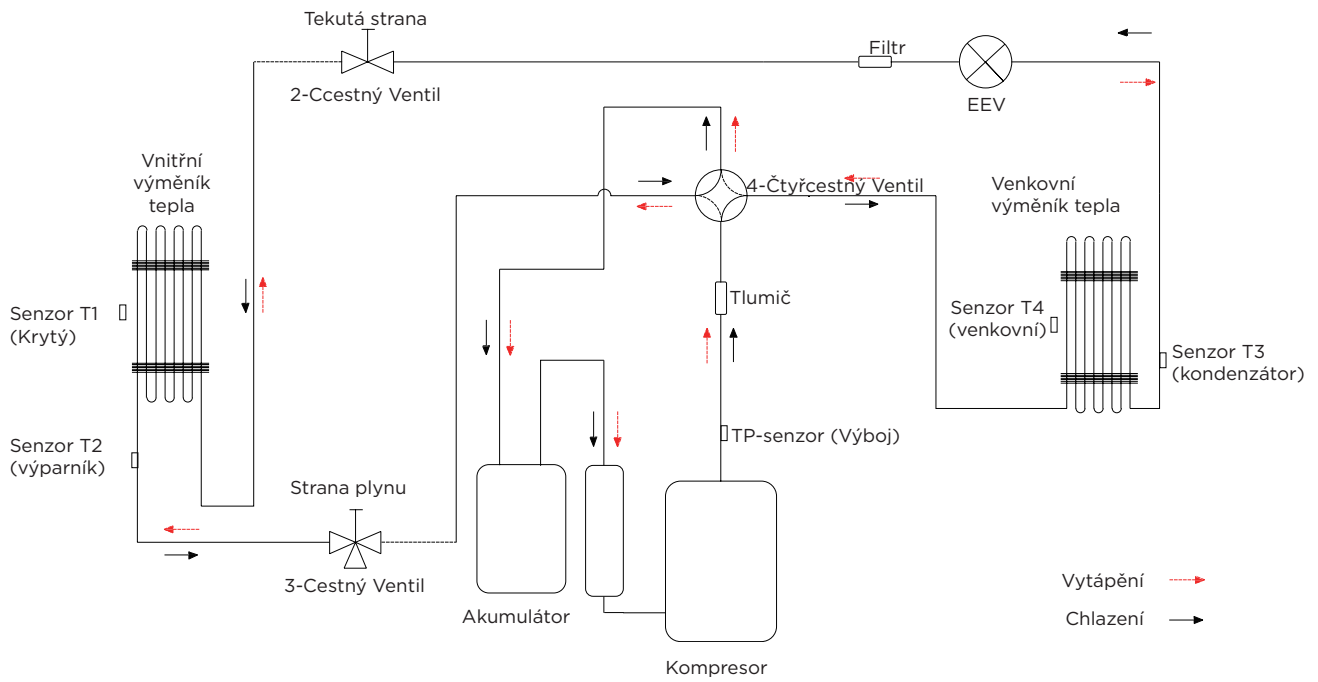 Tekutá strana
2-Ccestný Ventil
Filtr
EEV
Vnitřní
výměník
tepla
4-Čtyřcestný Ventil
Venkovní
výměník tepla
Senzor T1
(Krytý)
Tlumič
Senzor T4
(venkovní)
Senzor T3
(kondenzátor)
Senzor T2
(výparník)
TP-senzor (Výboj)
Strana plynu
3-Cestný Ventil
Akumulátor
Kompresor
Vytápění
Chlazení